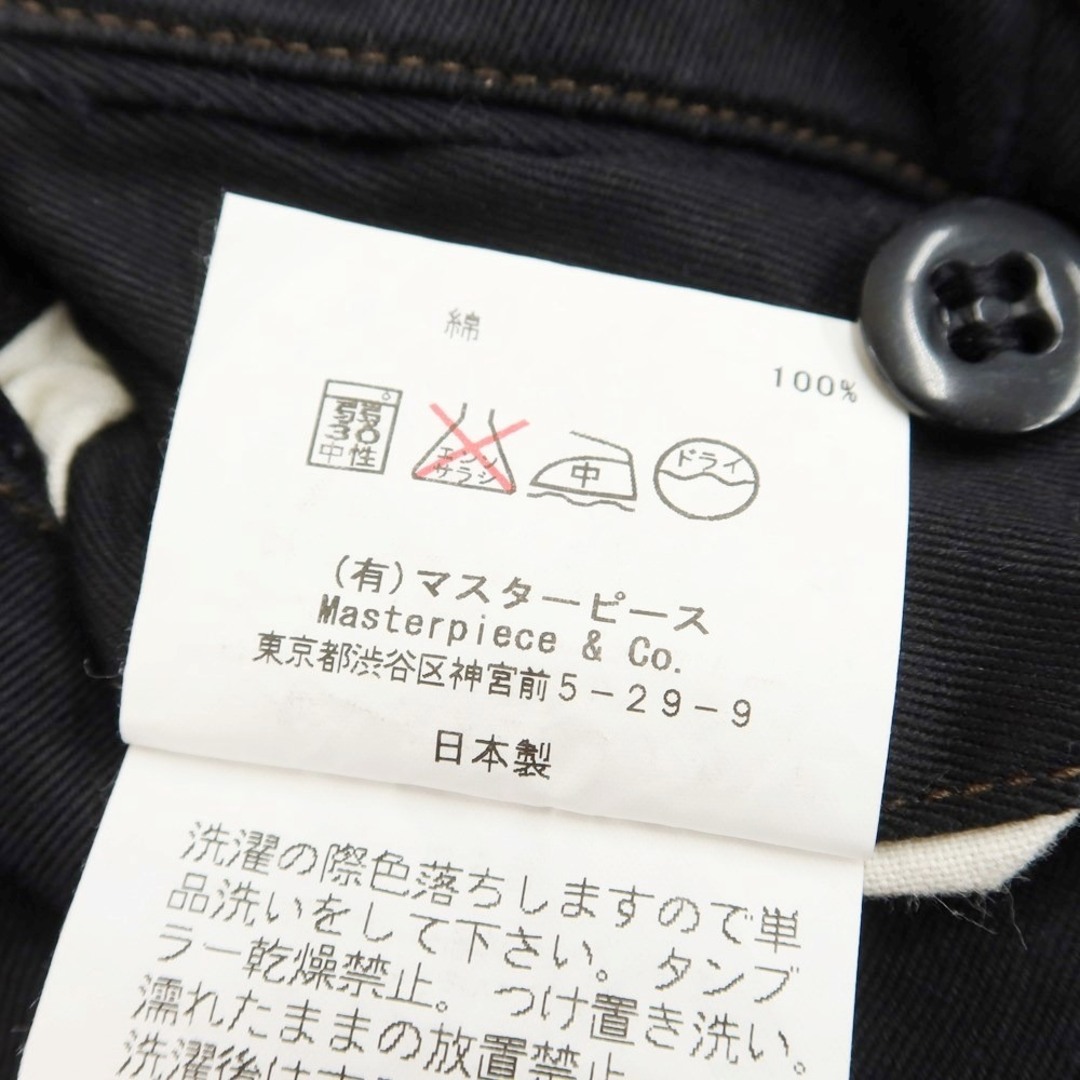 綿
100%
弱
30
中性
エンソ
サラシ
中
ドライ
(有)マスターピース
Masterpiece & Co.
東京都渋谷区神宮前5-29-9
日本製
洗濯の際色落ちしますので単
品洗いをして下さい。タンブ
ラー乾燥禁止。つけ置き洗い。
濡れたままの放置禁止
洗濯後は